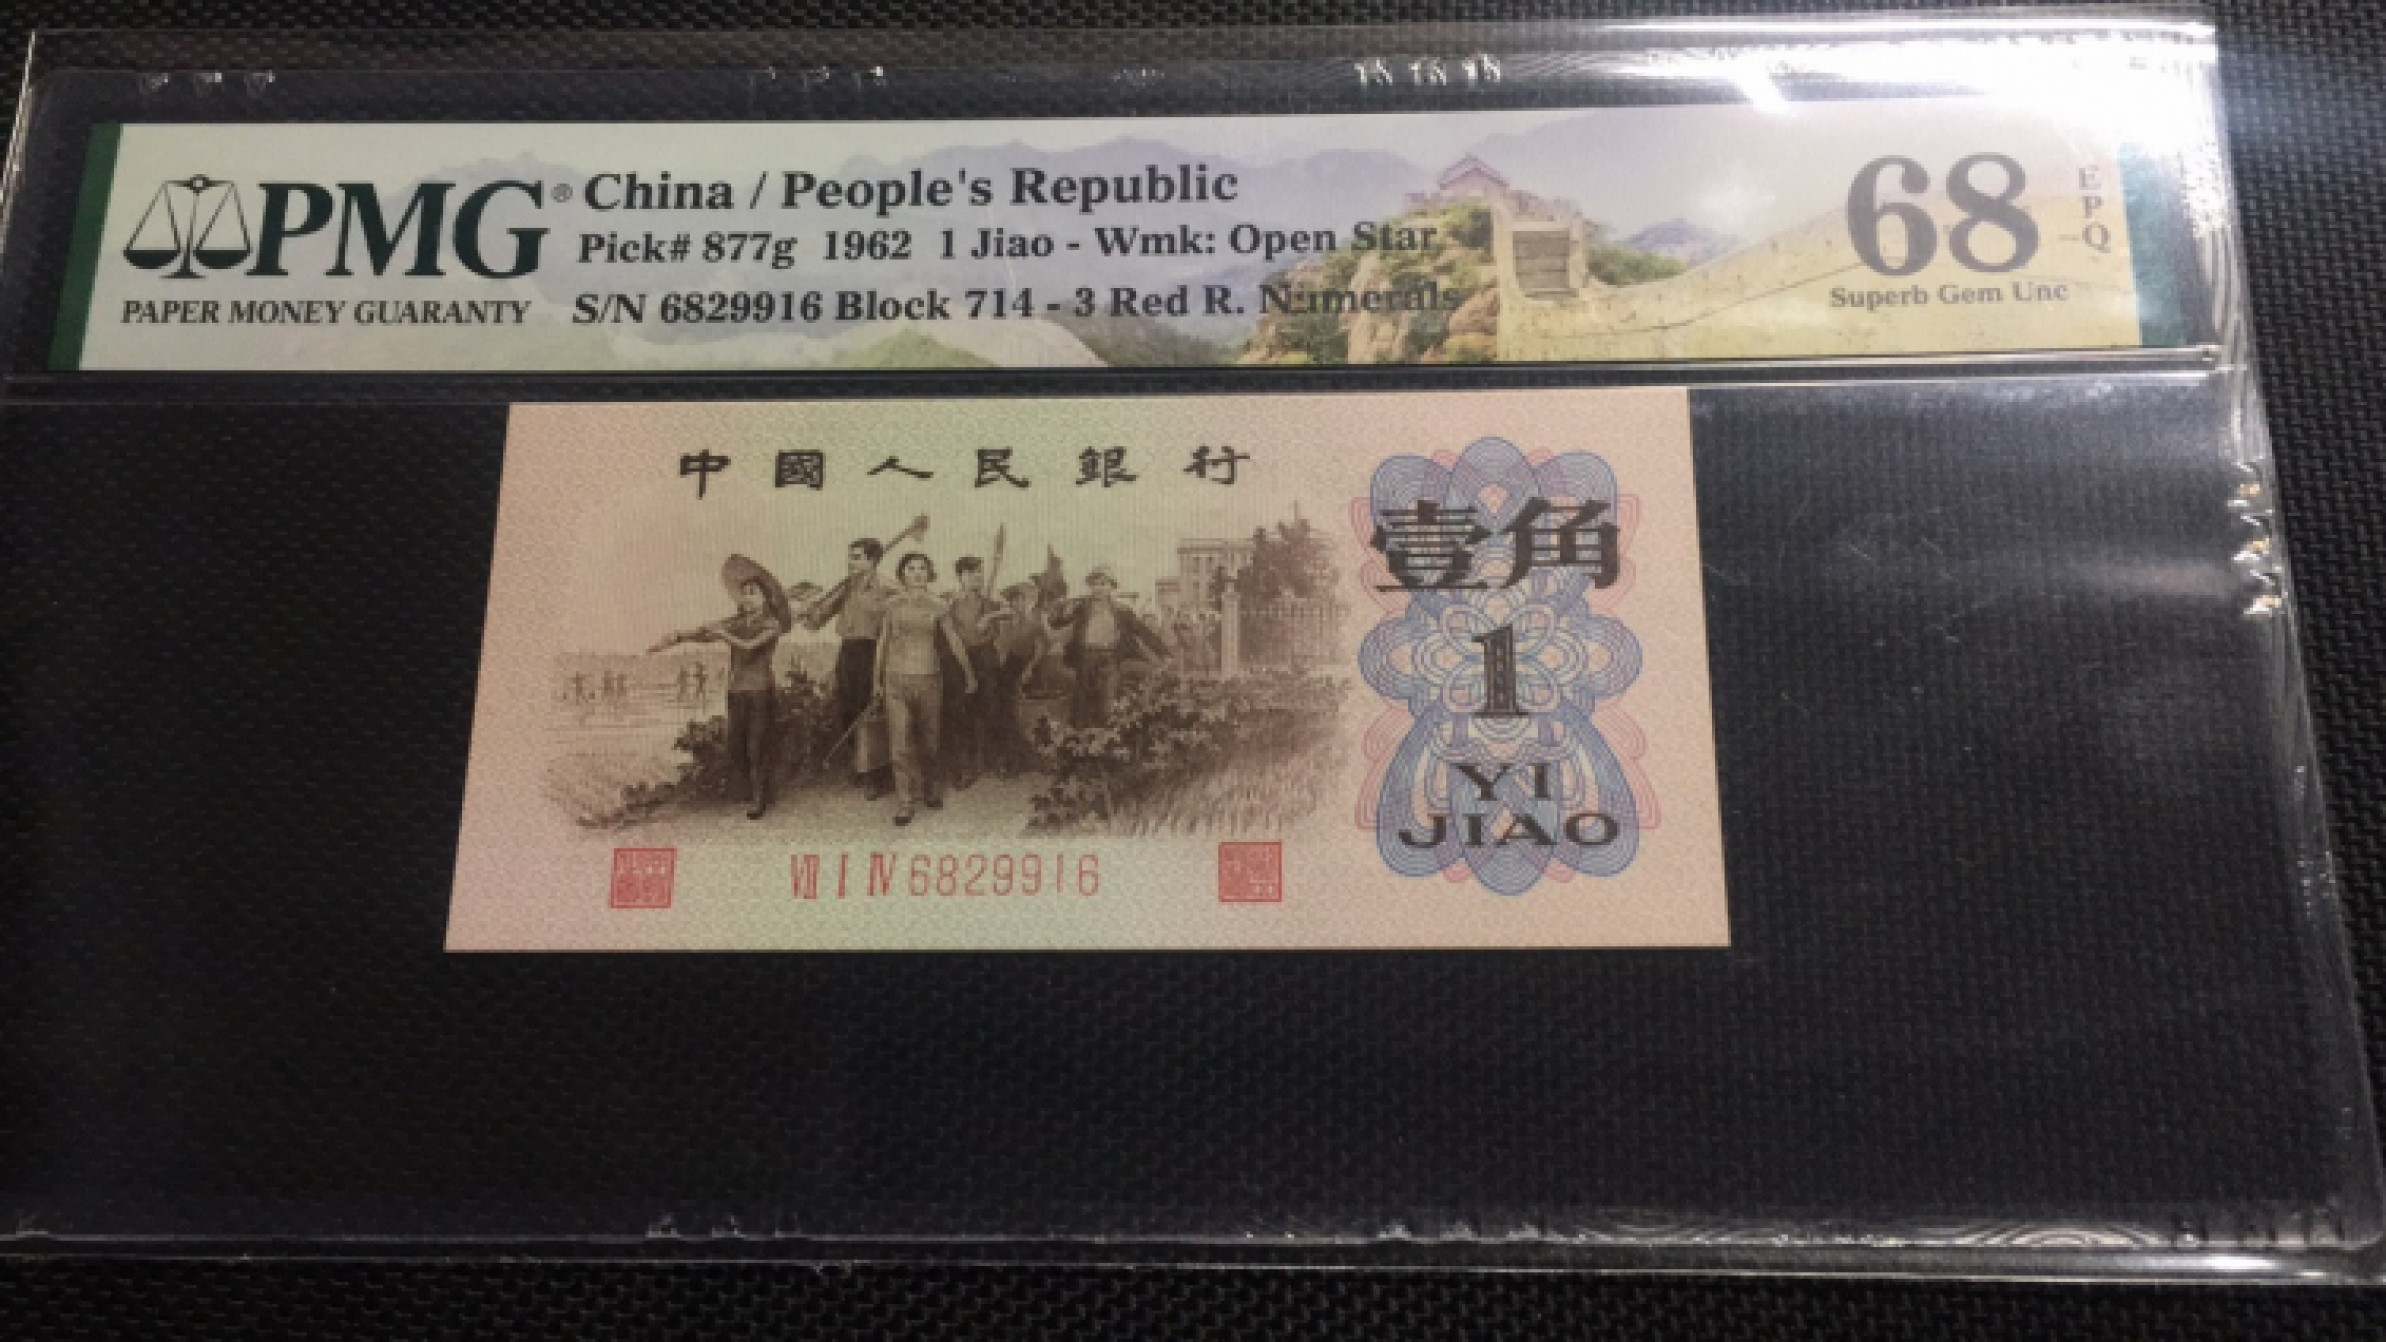 PMG®
PAPER MONEY GUARANTY
China / People's Republic
Pick# 877g 1962 1 Jiao - Wmk: Open Star
S/N 6829916 Block 714 - 3 Red R. Numerals
68
EPQ
Superb Gem Unc
中國人民銀行
壹角
1
YI
JIAO
Ⅶ Ⅰ Ⅳ 6829916